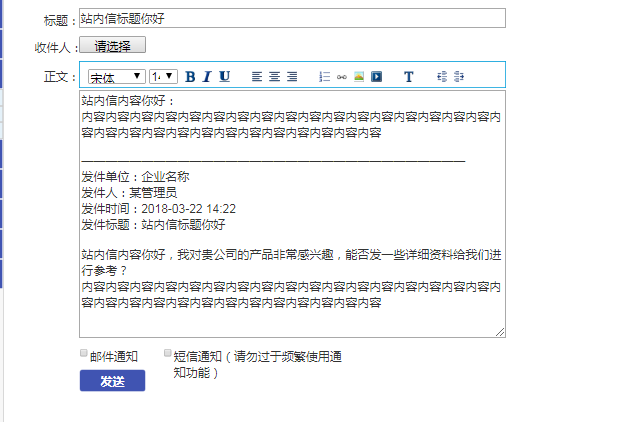 标题：站内信标题你好
收件人：请选择
正文：宋体 14 B I U T
站内信内容你好：
内容内容内容内容内容内容内容内容内容内容内容内容内容内容内容内容内容内
容内容内容内容内容内容内容内容内容内容内容内容内容
————————————————————————————————
发件单位：企业名称
发件人：某管理员
发件时间：2018-03-22 14:22
发件标题：站内信标题你好
站内信内容你好，我对贵公司的产品非常感兴趣，能否发一些详细资料给我们进
行参考？
内容内容内容内容内容内容内容内容内容内容内容内容内容内容内容内容内容内
容内容内容内容内容内容内容内容内容内容内容内容内容
邮件通知 短信通知（请勿过于频繁使用通
知功能）
发送